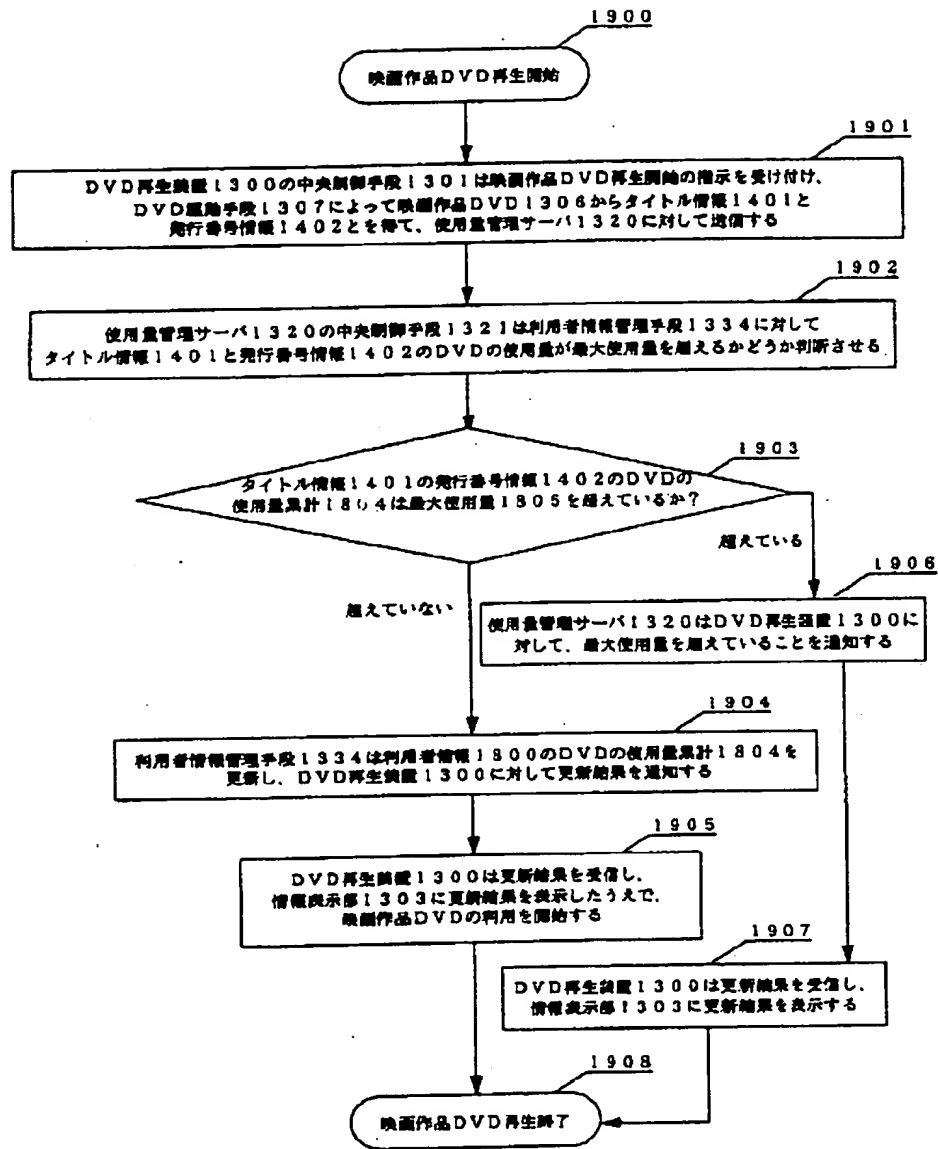 1900
映画作品DVD再生開始
1901
DVD再生装置1300の中央制御手段1301は映画作品DVD再生開始の指示を受け付け、
DVD駆動手段1307によって映画作品DVD1306からタイトル情報1401と
発行番号情報1402とを得て、使用量管理サーバ1320に対して送信する
1902
使用量管理サーバ1320の中央制御手段1321は利用者情報管理手段1334に対して
タイトル情報1401と発行番号情報1402のDVDの使用量が最大使用量を超えるかどうか判断させる
1903
タイトル情報1401の発行番号情報1402のDVDの
使用量累計1804は最大使用量1805を超えているか?
超えている
1906
超えていない
使用量管理サーバ1320はDVD再生装置1300に
対して、最大使用量を超えていることを通知する
1904
利用者情報管理手段1334は利用者情報1800のDVDの使用量累計1804を
更新し、DVD再生装置1300に対して更新結果を通知する
1905
DVD再生装置1300は更新結果を受信し、
情報表示部1303に更新結果を表示したうえで、
映画作品DVDの利用を開始する
1907
DVD再生装置1300は更新結果を受信し、
情報表示部1303に更新結果を表示する
1908
映画作品DVD再生終了